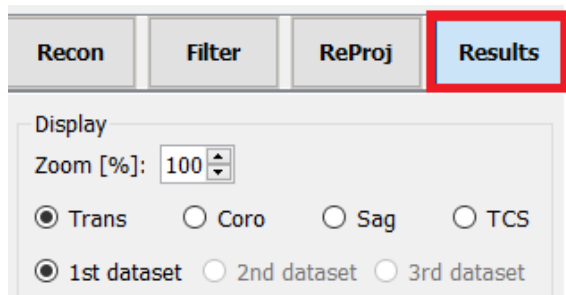 Recon Filter ReProj Results
Display
Zoom [%]: 100
Trans Coro Sag TCS
1st dataset 2nd dataset 3rd dataset